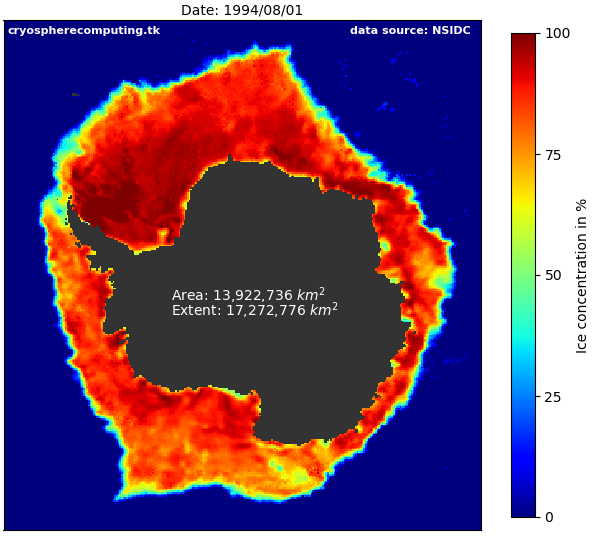 Date: 1994/08/01
cryospherecomputing.tk
data source: NSIDC
100
75
50
25
0
Ice concentration in %
Area: 13,922,736 km²
Extent: 17,272,776 km²